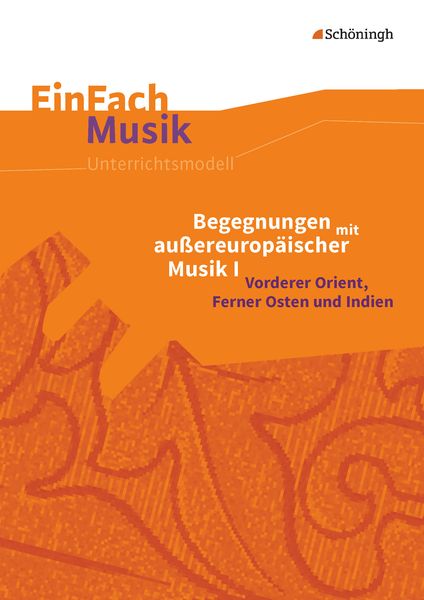 Schöningh
EinFach
Musik
Unterrichtsmodell
Begegnungen mit
außereuropäischer
Musik I
Vorderer Orient,
Ferner Osten und Indien